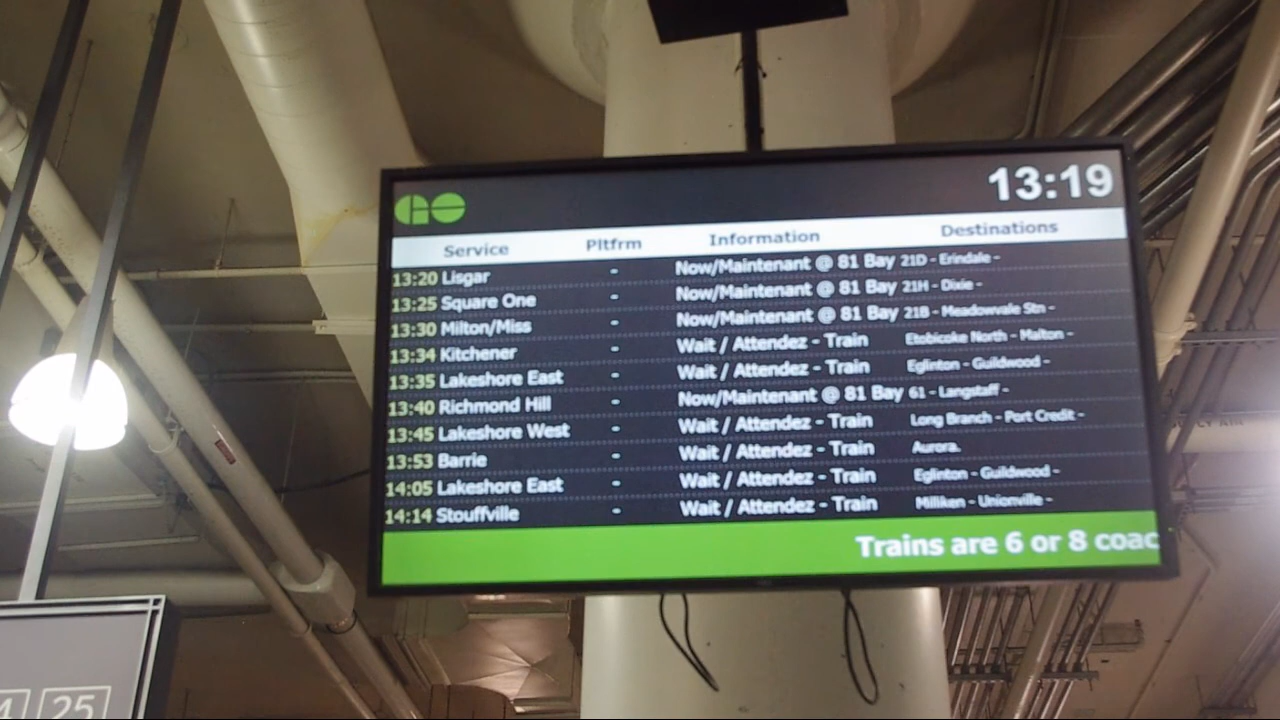 GO
13:19
Service Pltfrm Information Destinations
13:20 Lisgar - Now/Maintenant @ 81 Bay 21D - Erindale -
13:25 Square One - Now/Maintenant @ 81 Bay 21H - Dixie -
13:30 Milton/Miss - Now/Maintenant @ 81 Bay 21B - Meadowvale Stn -
13:34 Kitchener - Wait / Attendez - Train Etobicoke North - Malton -
13:35 Lakeshore East - Wait / Attendez - Train Eglinton - Guildwood -
13:40 Richmond Hill - Now/Maintenant @ 81 Bay 61 - Langstaff -
13:45 Lakeshore West - Wait / Attendez - Train Long Branch - Port Credit -
13:53 Barrie - Wait / Attendez - Train Aurora.
14:05 Lakeshore East - Wait / Attendez - Train Eglinton - Guildwood -
14:14 Stouffville - Wait / Attendez - Train Milliken - Unionville -
Trains are 6 or 8 coac
25